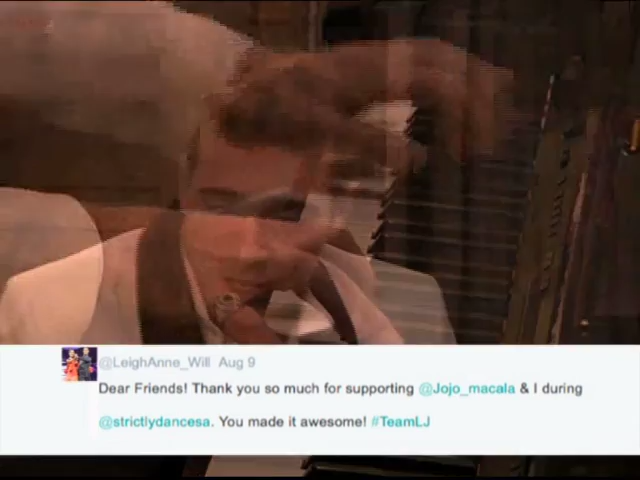 @LeighAnne_Will Aug 9
Dear Friends! Thank you so much for supporting @Jojo_macala & I during
@strictlydancesa. You made it awesome! #TeamLJ